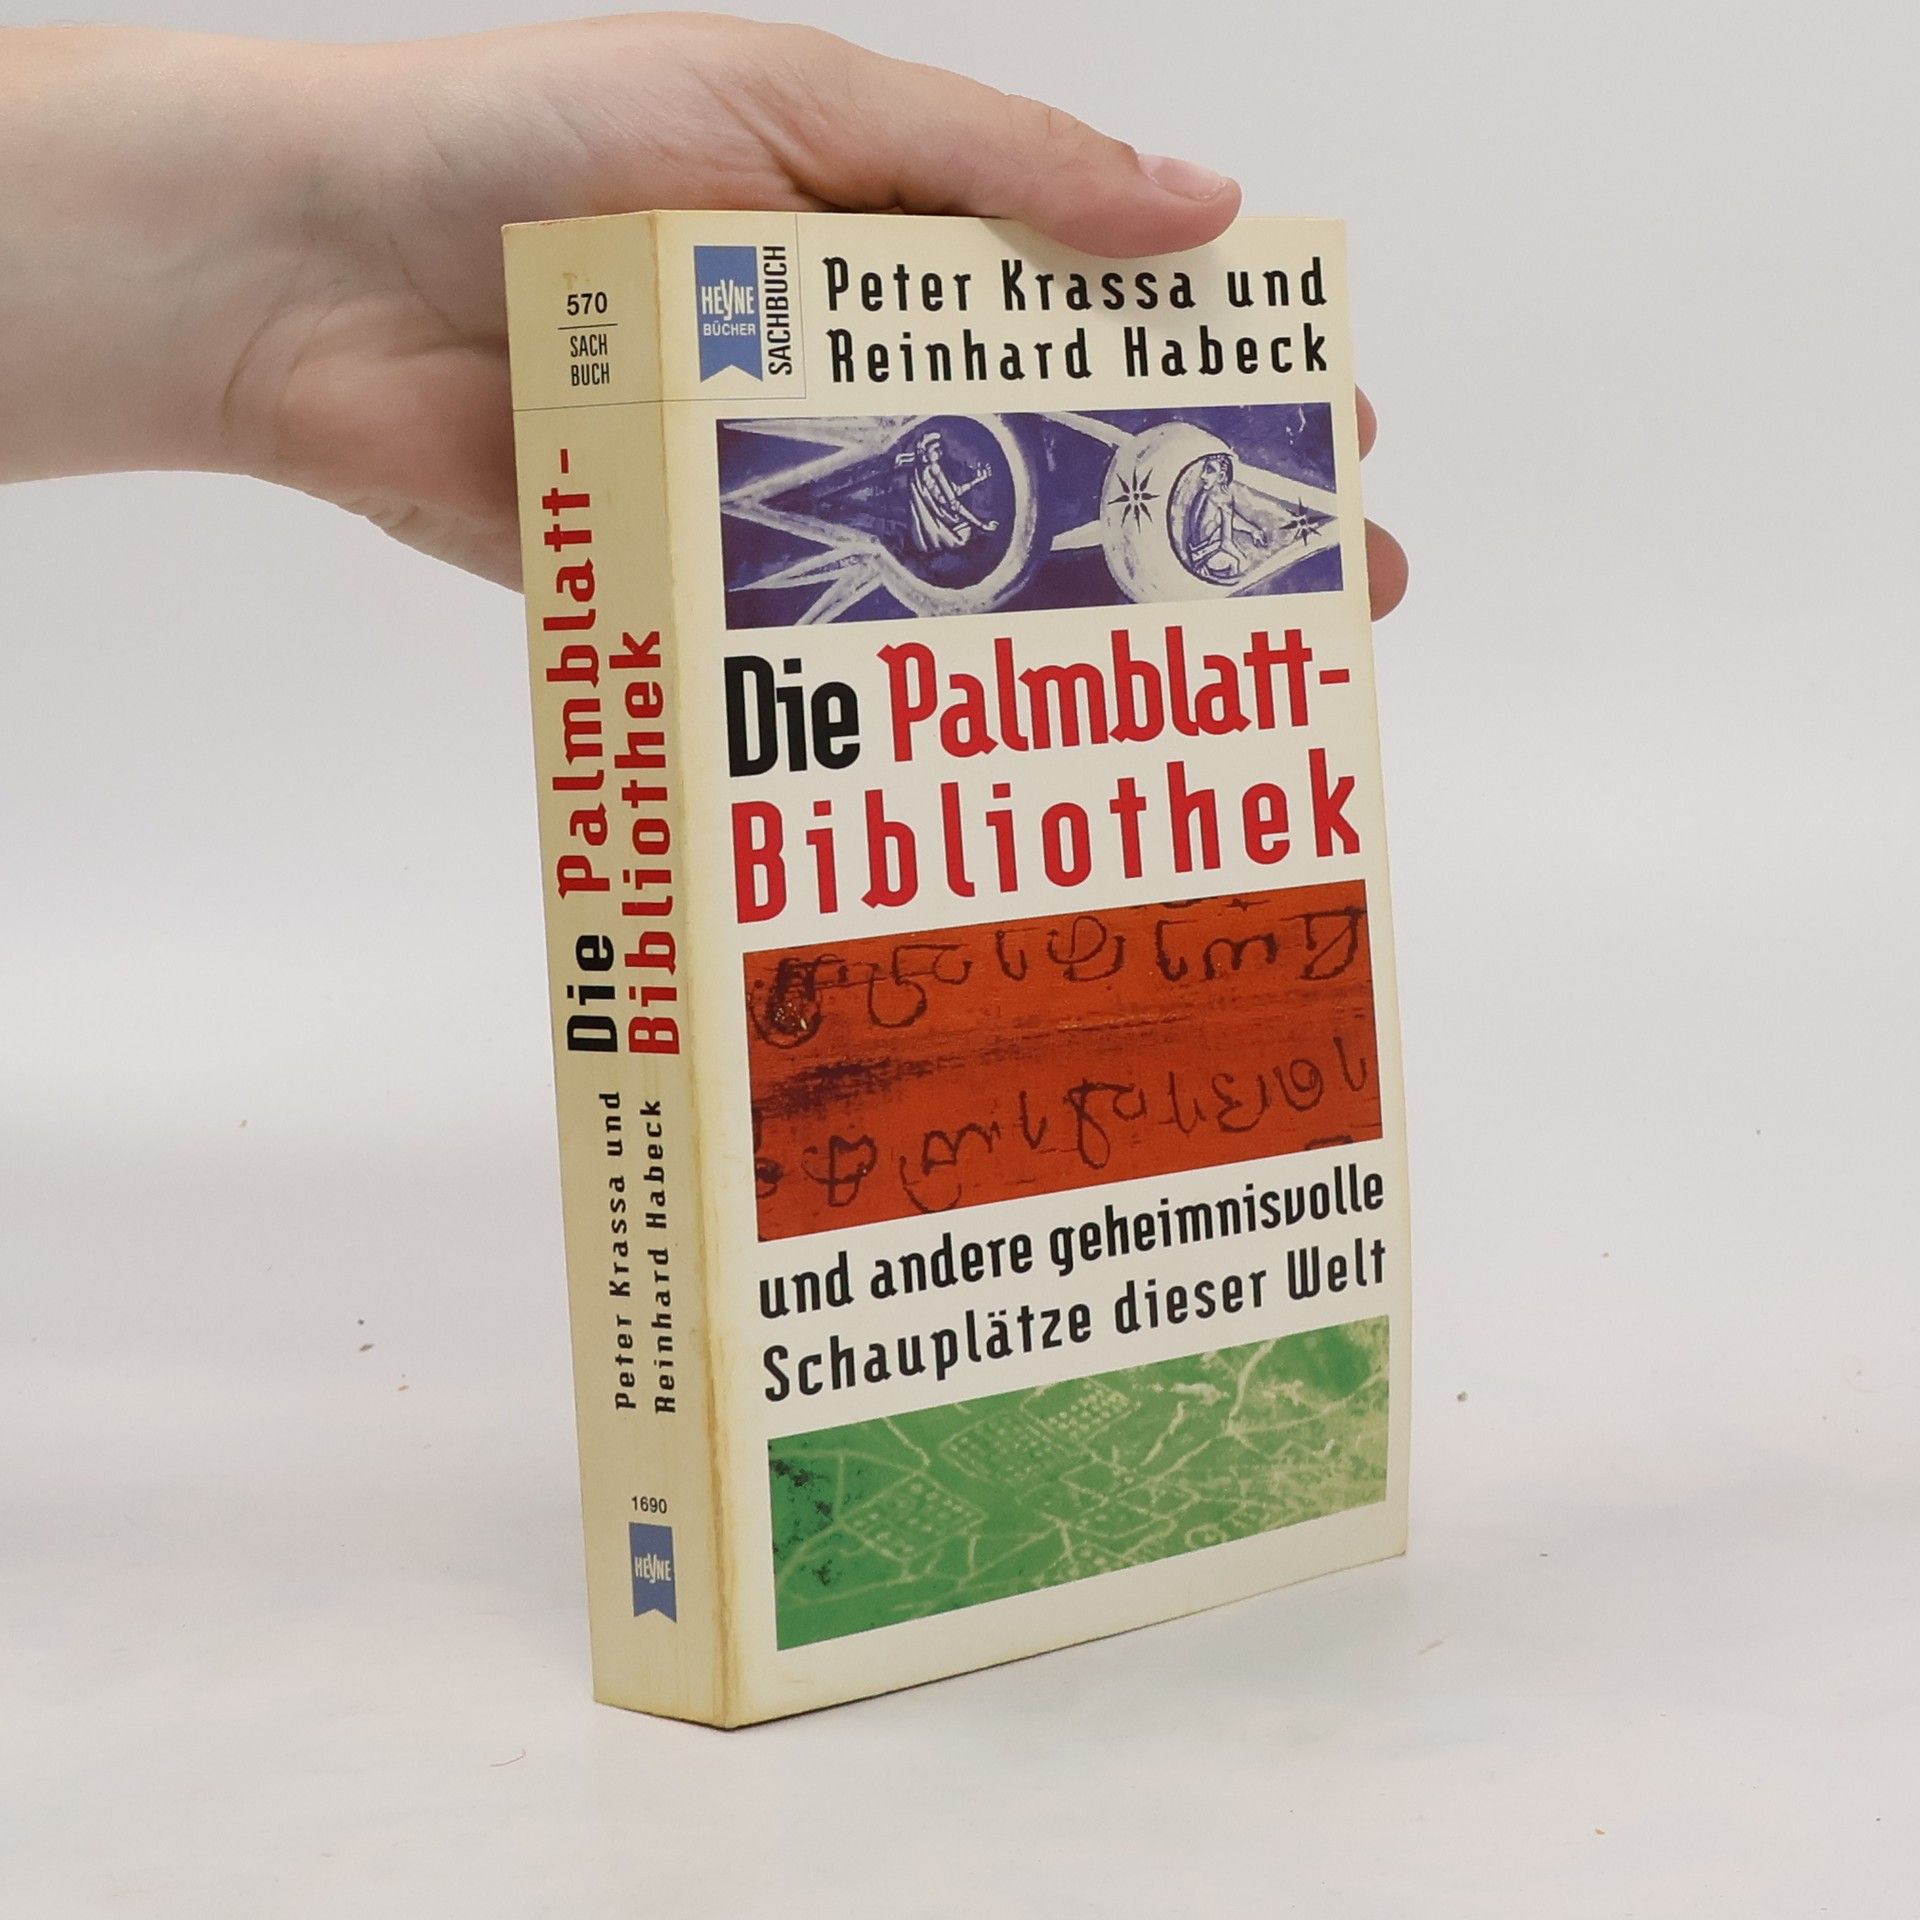 570
SACH
BUCH
Die Palmblatt-
Bibliothek
Peter Krassa und
Reinhard Habeck
1690
HEYNE
HEYNE
BÜCHER
SACHBUCH
Peter Krassa und
Reinhard Habeck
Die Palmblatt-
Bibliothek
und andere geheimnisvolle
Schauplätze dieser Welt